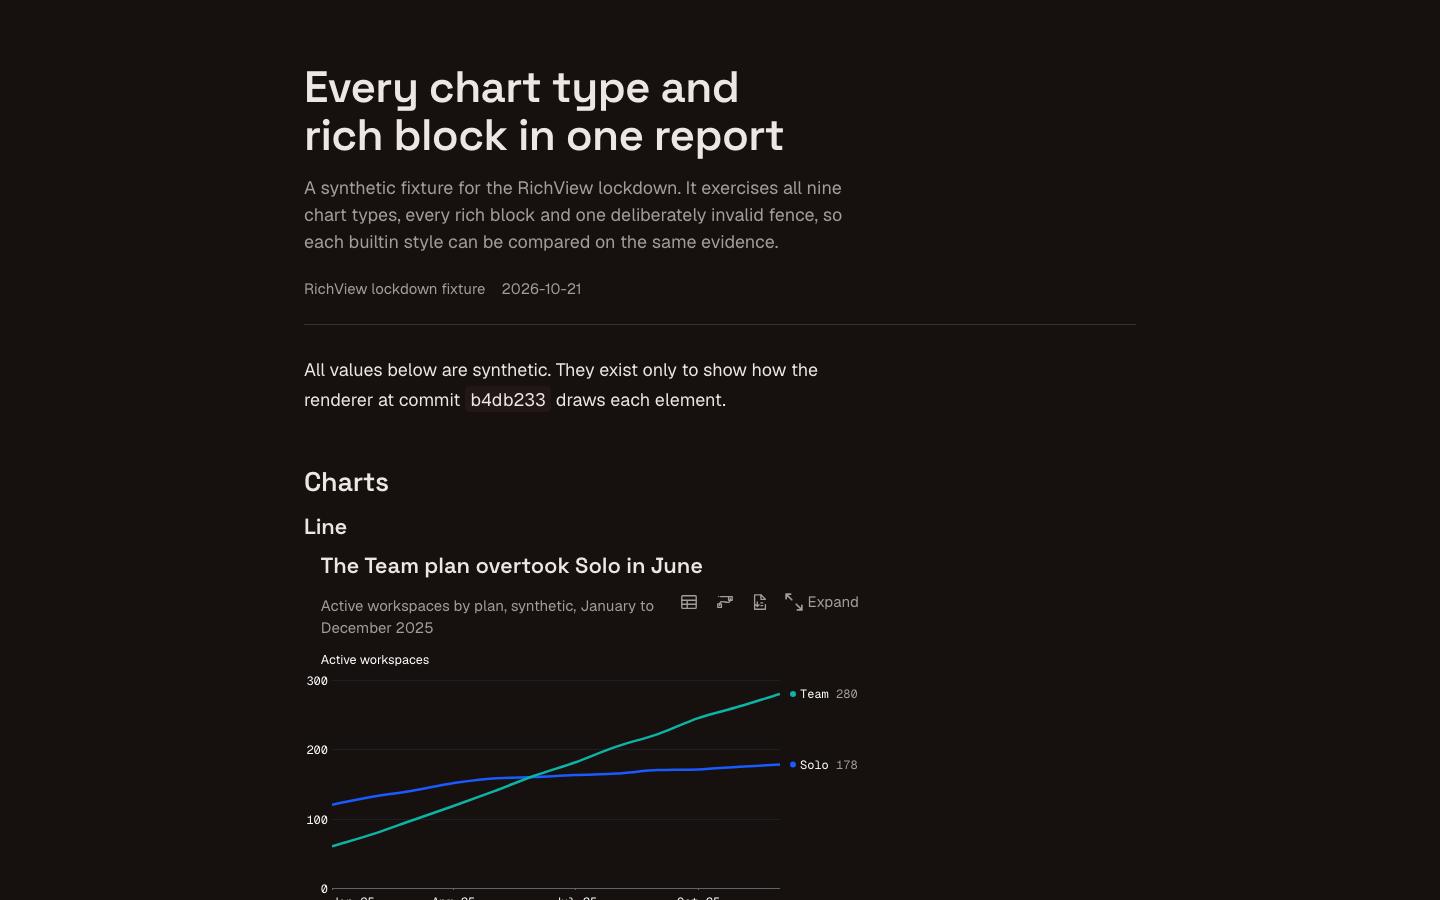 Every chart type and
rich block in one report
A synthetic fixture for the RichView lockdown. It exercises all nine
chart types, every rich block and one deliberately invalid fence, so
each builtin style can be compared on the same evidence.
RichView lockdown fixture 2026-10-21
All values below are synthetic. They exist only to show how the
renderer at commit b4db233 draws each element.
Charts
Line
The Team plan overtook Solo in June
Active workspaces by plan, synthetic, January to
December 2025
Expand
Active workspaces
300
Team 280
200
Solo 178
100
0